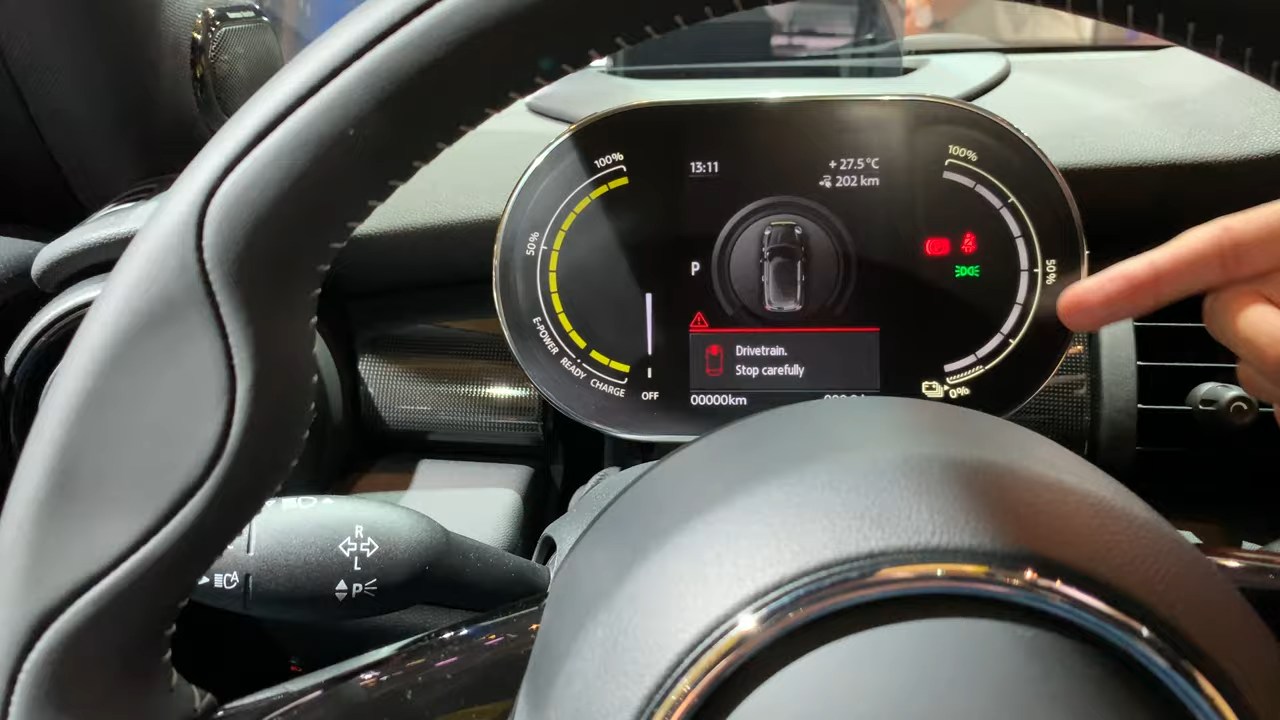 100%
50%
E-POWER
READY
CHARGE
OFF
13:11
+ 27.5°C
202 km
P
Drivetrain.
Stop carefully
00000km
100%
50%
0%
R
L
P